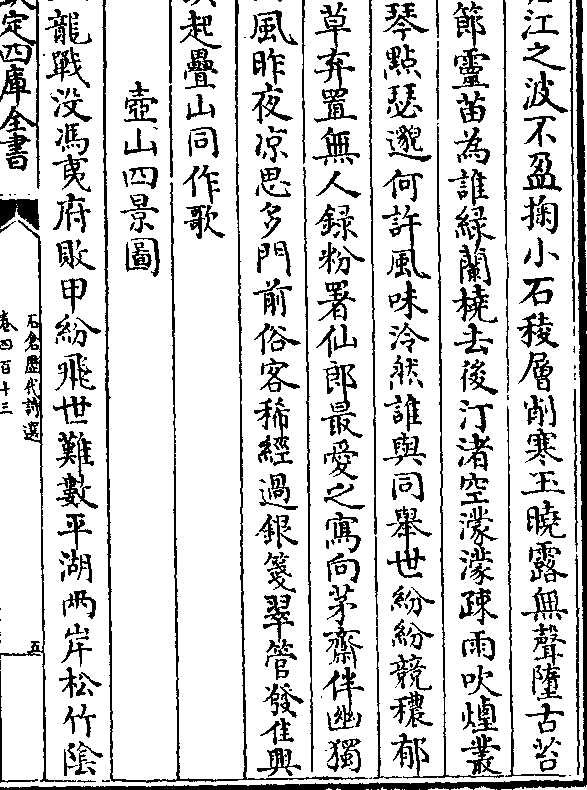 江之波不盈掬小石稜層削寒玉曉露無聲墮古苔
節靈苗為誰緑蘭橈去後汀渚空濛濛疎雨吹煙叢
琴㸃瑟邈何許風味泠然誰與同舉世紛紛競穠郁
草弃置無人録粉署仙郎最愛之寫向茅齋伴幽獨
風昨夜凉思多門前俗客稀經過銀箋翠管發佳興
起疊山同作歌
壺山四景圖
龍戰没馮夷府敗甲紛飛世難數平湖兩岸松竹陰
定四庫全書
石倉歴代詩選
卷四百十三
五